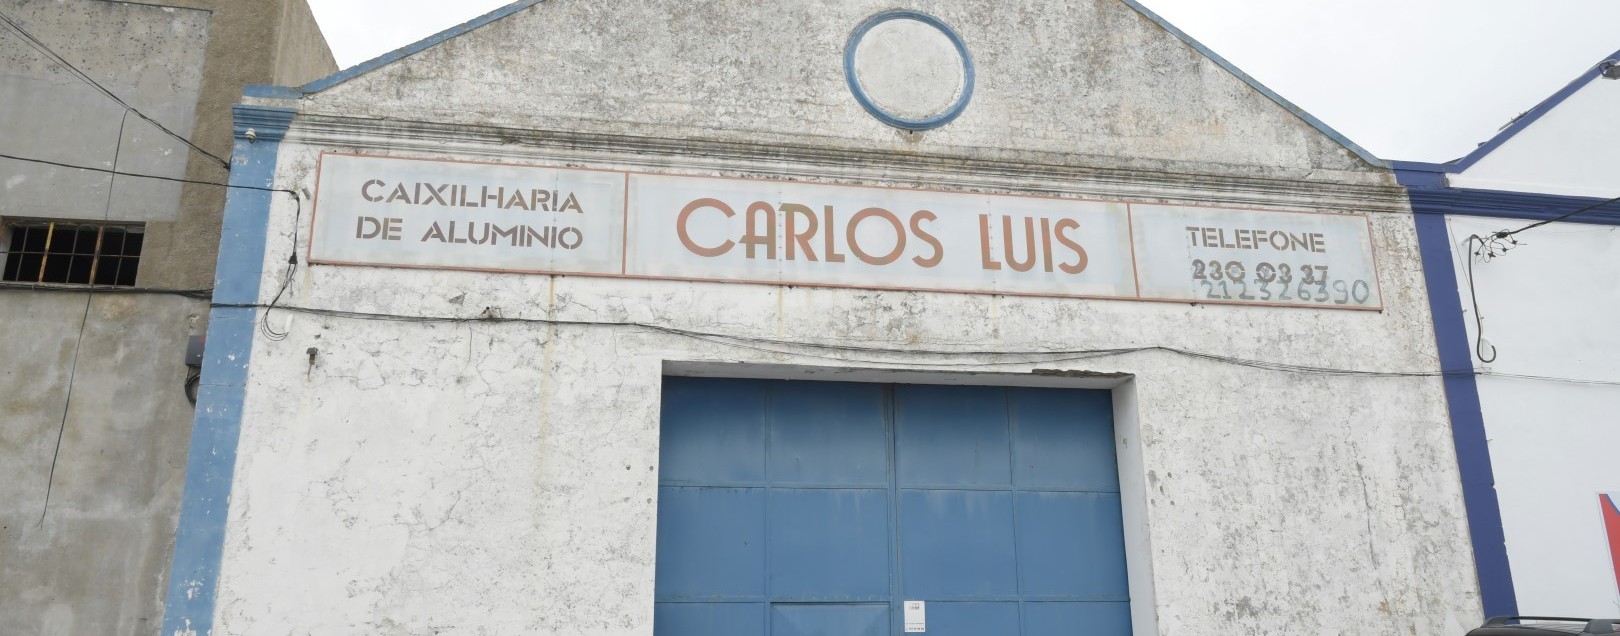 CAIXILHARIA
DE ALUMINIO
CARLOS LUIS
TELEFONE
230 03 37
212326390